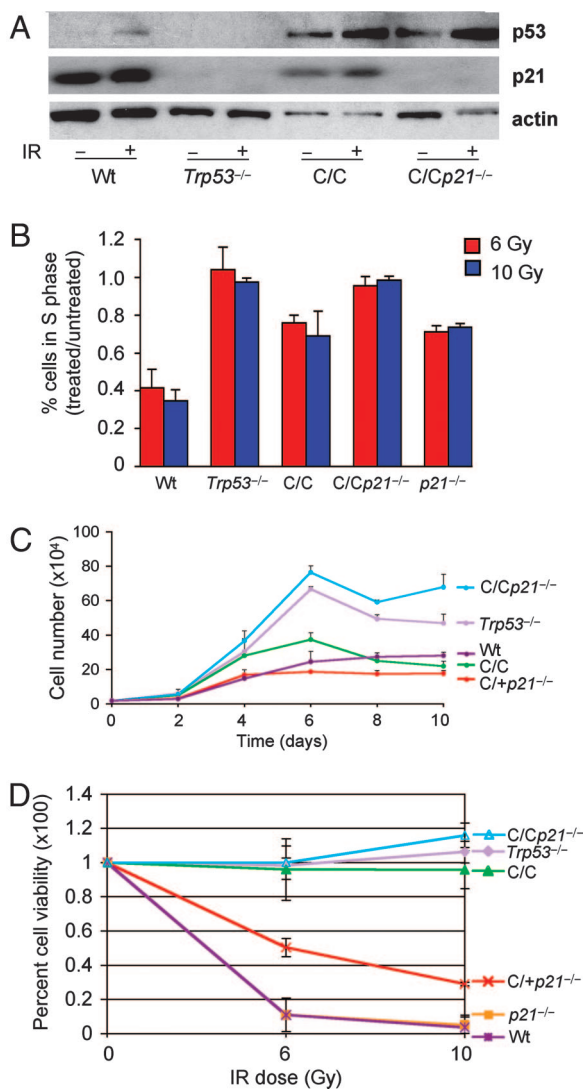 A
p53
p21
actin
IR – + – + – + – +
Wt Trp53–/– C/C C/Cp21–/–
B
% cells in S phase
(treated/untreated)
1.2
1.0
0.8
0.6
0.4
0.2
0
6 Gy
10 Gy
Wt Trp53–/– C/C C/Cp21–/– p21–/–
C
Cell number (x10⁴)
100
80
60
40
20
0
0 2 4 6 8 10
Time (days)
C/Cp21–/–
Trp53–/–
Wt
C/C
C/+p21–/–
D
Percent cell viability (x100)
1.4
1.2
1
0.8
0.6
0.4
0.2
0
0 6 10
IR dose (Gy)
C/Cp21–/–
Trp53–/–
C/C
C/+p21–/–
p21–/–
Wt